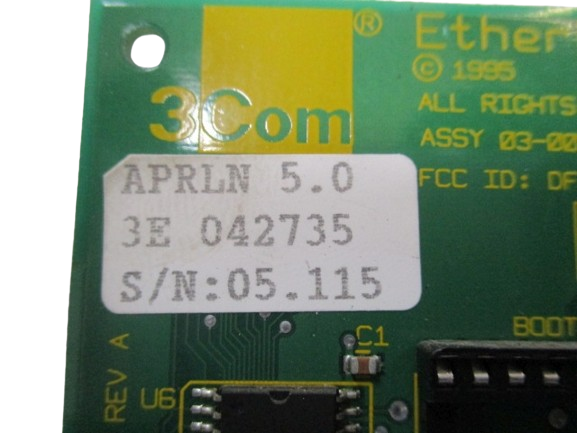 3Com®
Ether
© 1995
ALL RIGHTS
ASSY 03-00
FCC ID: DF
APRLN 5.0
3E 042735
S/N:05.115
C1
BOOT
REV A
U6